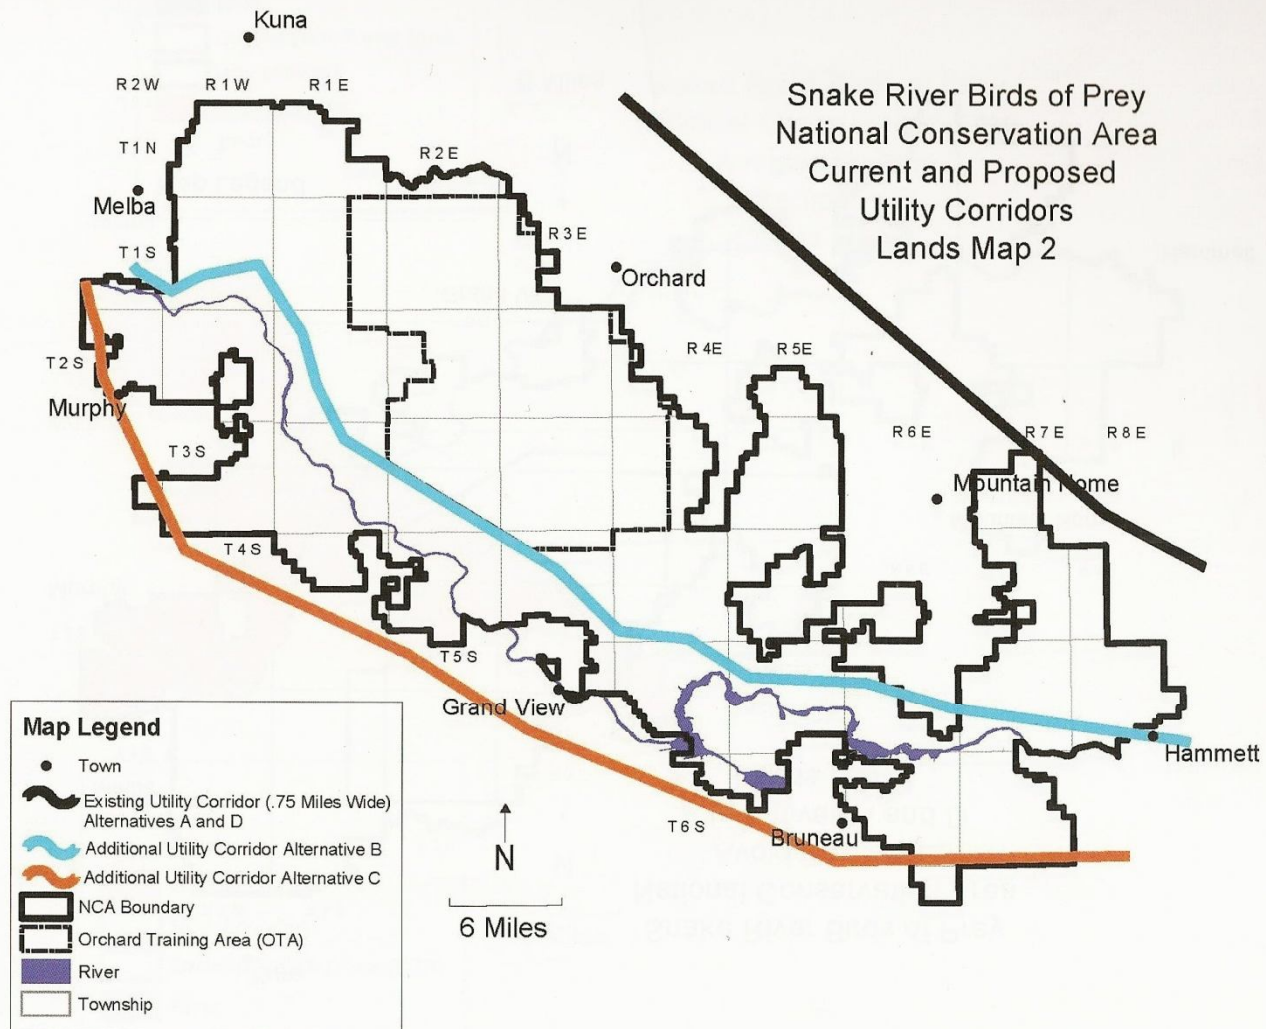 Kuna
R2W R1W R1E
Snake River Birds of Prey
National Conservation Area
Current and Proposed
Utility Corridors
Lands Map 2
T1N
R2E
Melba
T1S
R3E
Orchard
T2S
R4E
R5E
Murphy
R6E
R7E
R8E
T3S
Mountain Home
T4S
T5S
Grand View
Hammett
T6S
Bruneau
N
6 Miles
Map Legend
Town
Existing Utility Corridor (.75 Miles Wide)
Alternatives A and D
Additional Utility Corridor Alternative B
Additional Utility Corridor Alternative C
NCA Boundary
Orchard Training Area (OTA)
River
Township